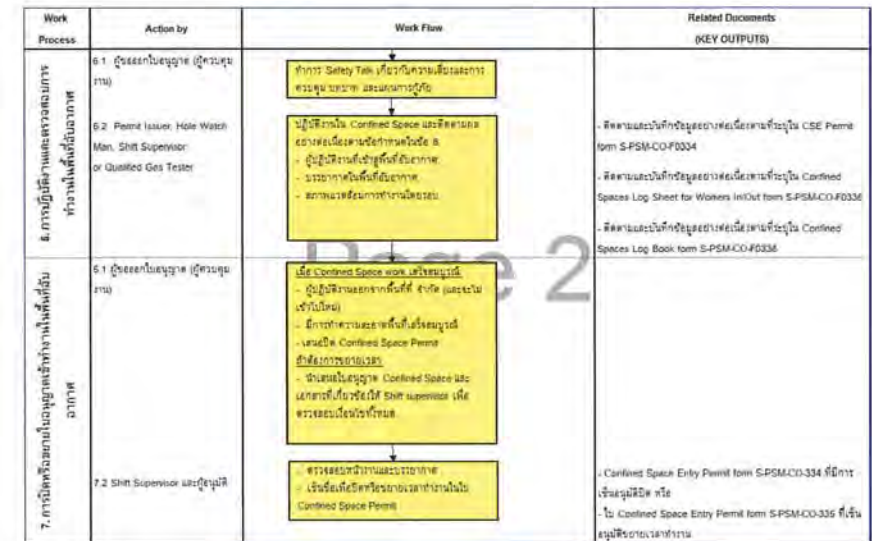 Work
Process
Action by
Work Flow
Related Documents
(KEY OUTPUTS)
6. การปฏิบัติงานและตรวจสอบการ
ทำงานในพื้นที่อับอากาศ
6.1 ผู้ขอออกใบอนุญาต (ผู้ควบคุม
งาน)
ทำการ Safety Talk เกี่ยวกับความเสี่ยงและการ
ควบคุม บทบาท และแผนการกู้ภัย
6.2 Permit Issuer, Hole Watch
Man, Shift Supervisor
or Qualified Gas Tester
ปฏิบัติงานใน Confined Space และติดตามผล
อย่างต่อเนื่องตามข้อกำหนดในข้อ 8.
- ผู้ปฏิบัติงานที่เข้าสู่พื้นที่อับอากาศ
- บรรยากาศในพื้นที่อับอากาศ
- สภาพแวดล้อมการทำงานโดยรอบ
- ติดตามและบันทึกข้อมูลอย่างต่อเนื่องตามที่ระบุใน CSE Permit
form S-PSM-CO-F0334
- ติดตามและบันทึกข้อมูลอย่างต่อเนื่องตามที่ระบุใน Confined
Spaces Log Sheet for Workers In/Out form S-PSM-CO-F0336
- ติดตามและบันทึกข้อมูลอย่างต่อเนื่องตามที่ระบุใน Confined
Spaces Log Book form S-PSM-CO-F0338
Page 2
7. การปิดหรือขยายใบอนุญาตเข้าทำงานในพื้นที่อับ
อากาศ
6.1 ผู้ขอออกใบอนุญาต (ผู้ควบคุม
งาน)
เมื่อ Confined Space work เสร็จสมบูรณ์
- ผู้ปฏิบัติงานออกจากพื้นที่ที่ จำกัด (และจะไม่
เข้าไปใหม่)
- มีการทำความสะอาดพื้นที่เสร็จสมบูรณ์
- เสนอปิด Confined Space Permit
ถ้าต้องการขยายเวลา
- นำเสนอใบอนุญาต Confined Space และ
เอกสารที่เกี่ยวข้องให้ Shift supervisor เพื่อ
ตรวจสอบเงื่อนไขทั้งหมด
7.2 Shift Supervisor และผู้อนุมัติ
- ตรวจสอบหน้างานและบรรยากาศ
- เซ็นชื่อเพื่อปิดหรือขยายเวลาทำงานในใบ
Confined Space Permit
- Confined Space Entry Permit form S-PSM-CO-334 ที่มีการ
เซ็นอนุมัติปิด หรือ
- ใบ Confined Space Entry Permit form S-PSM-CO-335 ที่เซ็น
อนุมัติขยายเวลาทำงาน